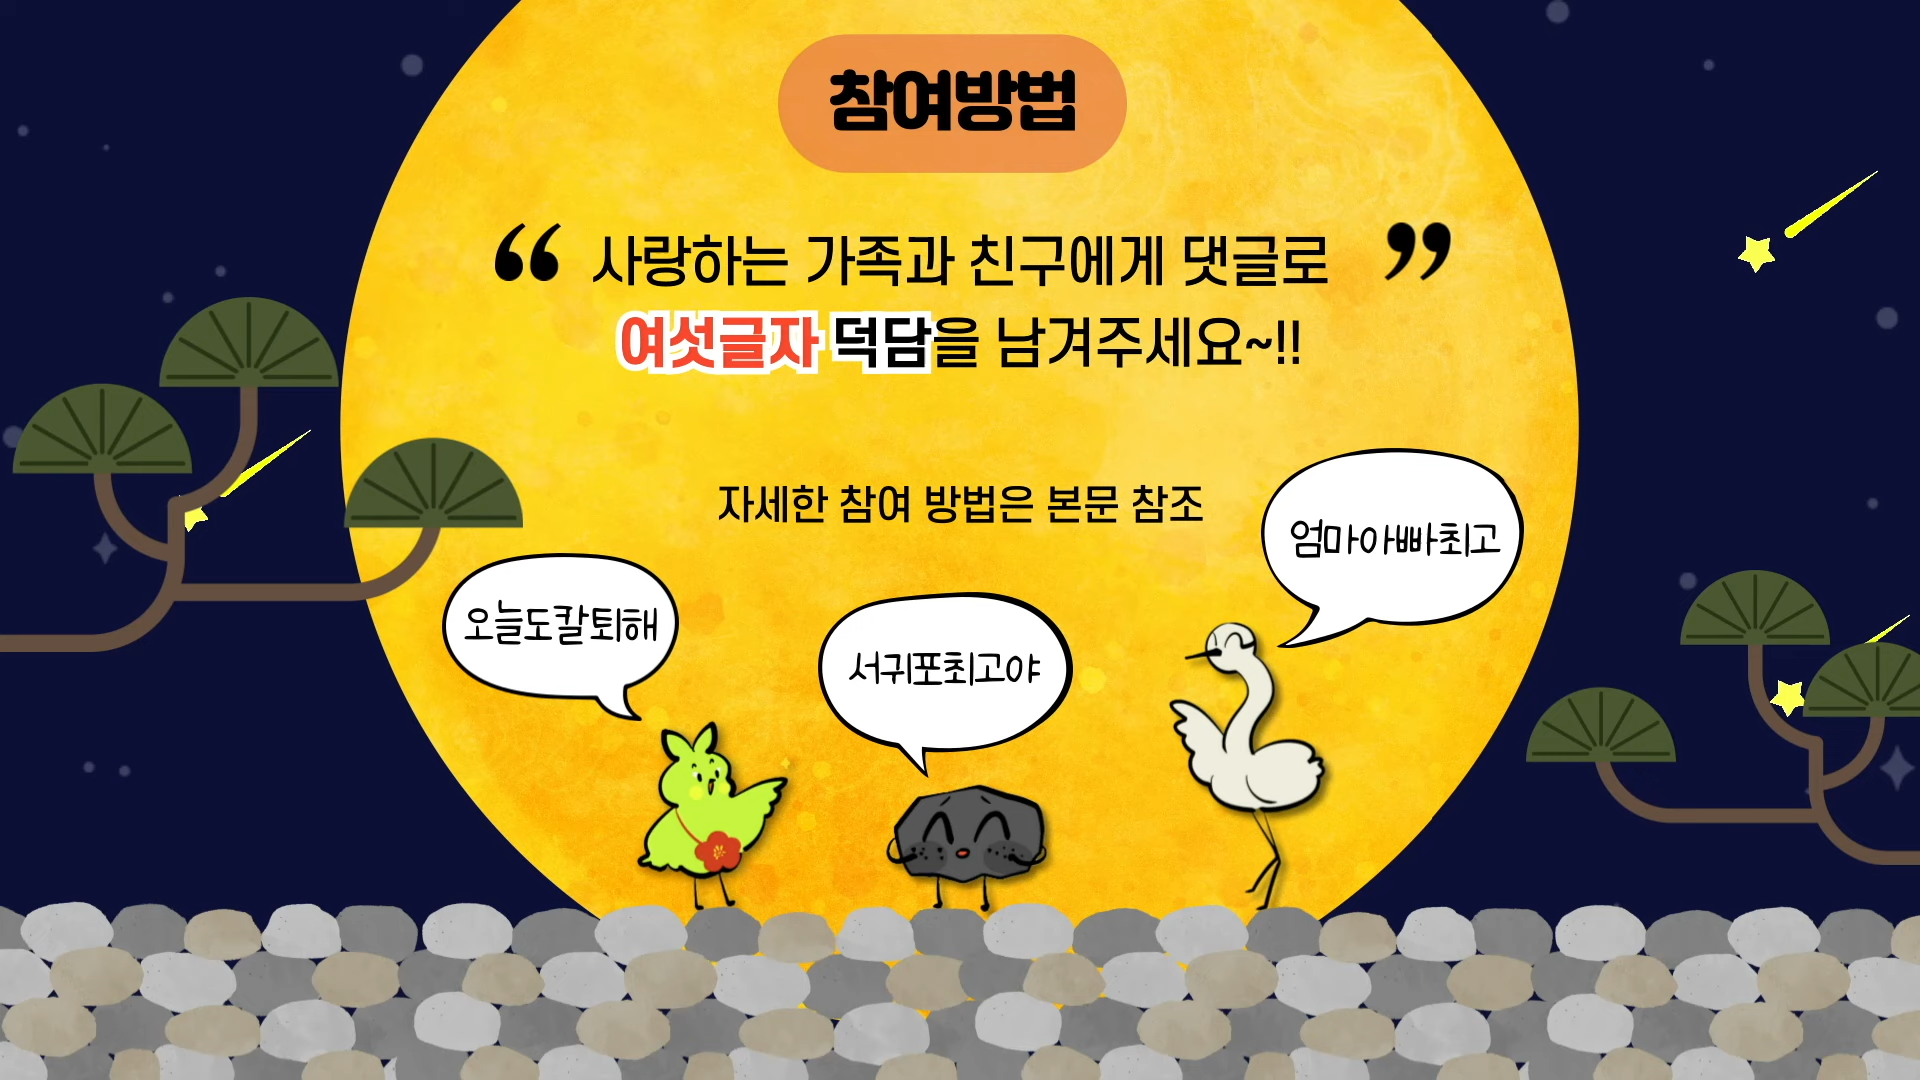 참여방법
“ 사랑하는 가족과 친구에게 댓글로 ”
여섯글자 덕담을 남겨주세요~!!
자세한 참여 방법은 본문 참조
엄마아빠최고
오늘도칼퇴해
서귀포최고야